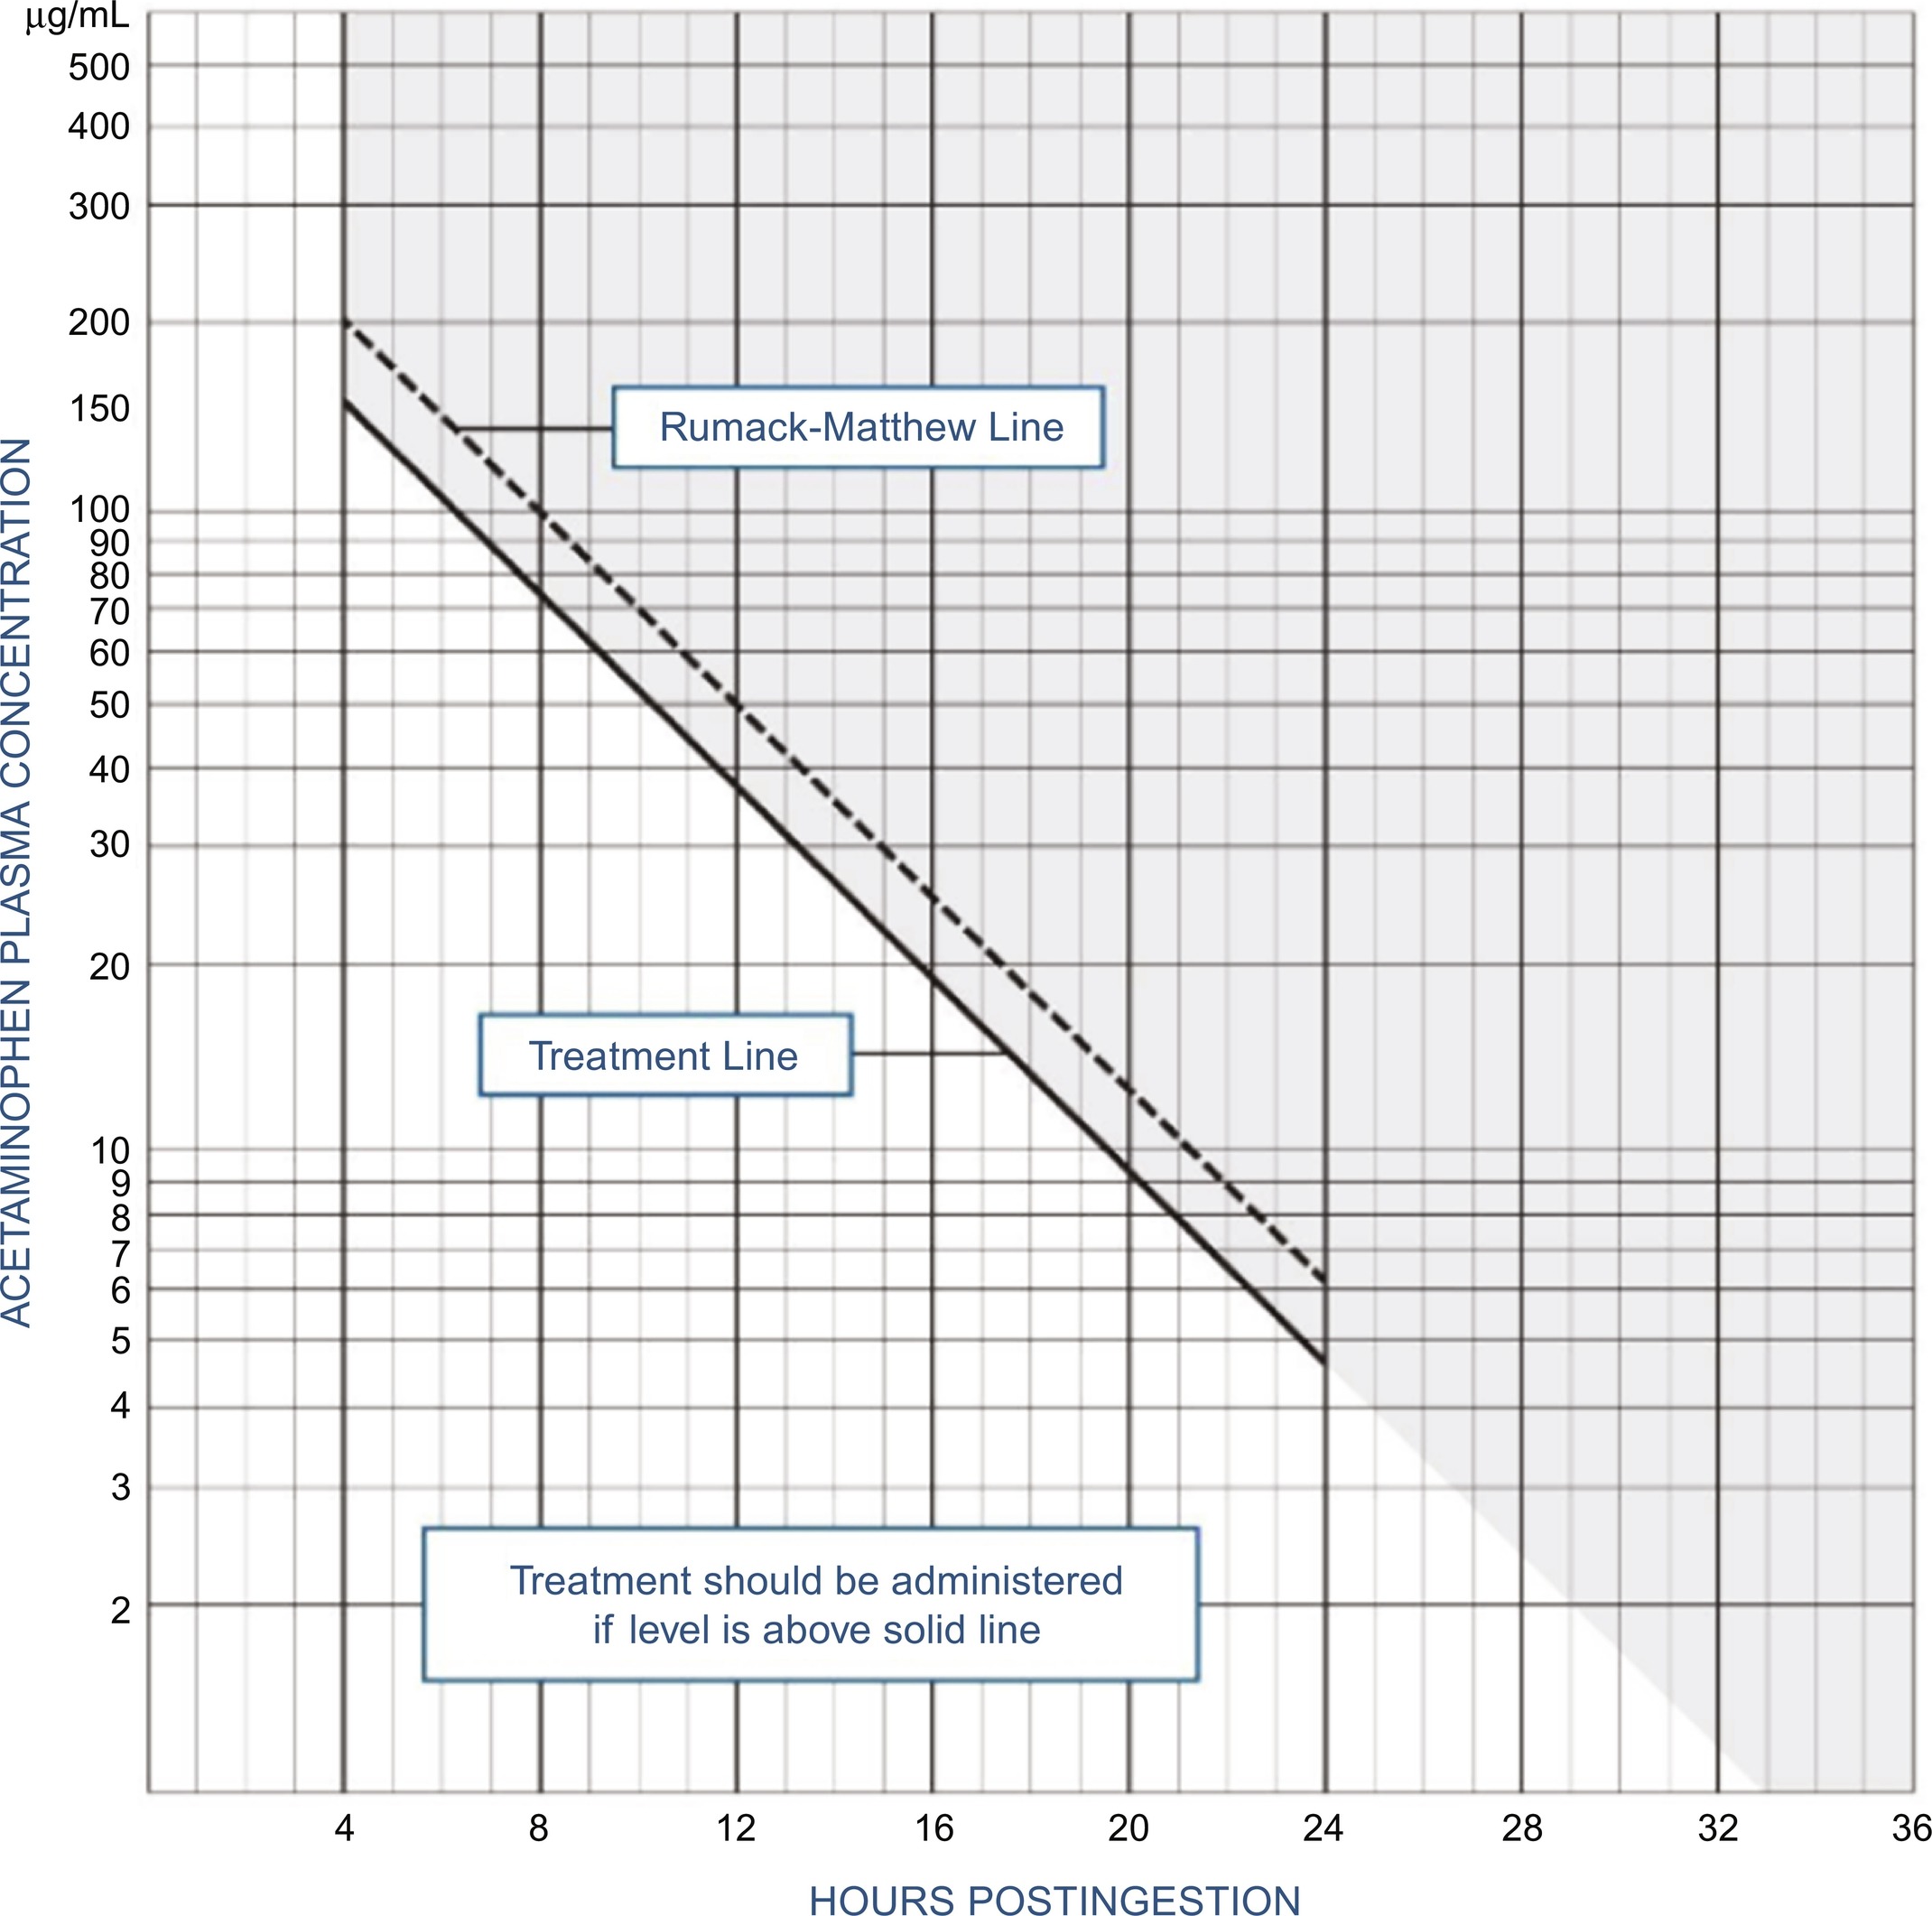 µg/mL
500
400
300
200
150
100
90
80
70
60
50
40
30
20
10
9
8
7
6
5
4
3
2
ACETAMINOPHEN PLASMA CONCENTRATION
Rumack-Matthew Line
Treatment Line
Treatment should be administered
if level is above solid line
4 8 12 16 20 24 28 32 36
HOURS POSTINGESTION